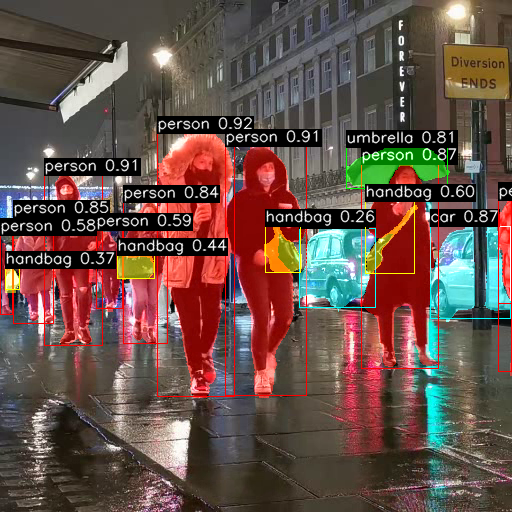 FOREVER
Diversion
ENDS
person 0.92
person 0.91
umbrella 0.81
person 0.87
person 0.91
person 0.84
handbag 0.60
person 0.85
person 0.59
handbag 0.26
car 0.87
pe
person 0.58
handbag 0.44
handbag 0.37